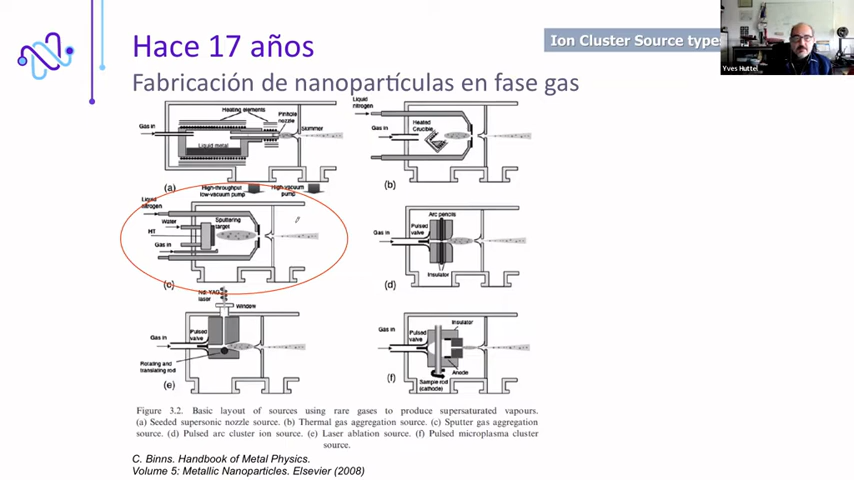 Hace 17 años
Ion Cluster Source types
Yves Huttel
Fabricación de nanopartículas en fase gas
Heating elements
Pinhole
nozzle
skimmer
Gas in
Liquid metal
(a)
High-throughput
low-vacuum pump
High-vacuum
pump
Liquid
nitrogen
Gas in
Heated
Crucible
(b)
Liquid
nitrogen
Water
HT
Gas in
Sputtering
target
(c)
Arc pencils
Pulsed
valve
Gas in
Insulator
(d)
Nd: YAG
laser
Window
Pulsed
valve
Gas in
Rotating and
translating rod
(e)
Insulator
Pulsed
valve
Gas in
Anode
Sample rod
(cathode)
(f)
Figure 3.2. Basic layout of sources using rare gases to produce supersaturated vapours.
(a) Seeded supersonic nozzle source. (b) Thermal gas aggregation source. (c) Sputter gas aggregation
source. (d) Pulsed arc cluster ion source. (e) Laser ablation source. (f) Pulsed microplasma cluster
source.
C. Binns. Handbook of Metal Physics.
Volume 5: Metallic Nanoparticles. Elsevier (2008)